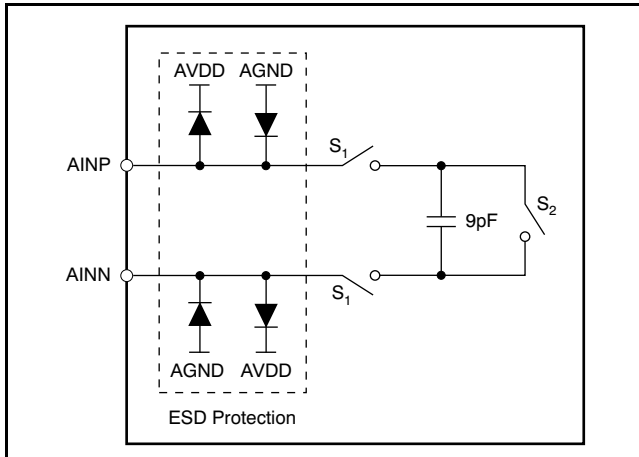 AVDD AGND
S1
AINP
S2
9pF
AINN
S1
AGND AVDD
ESD Protection